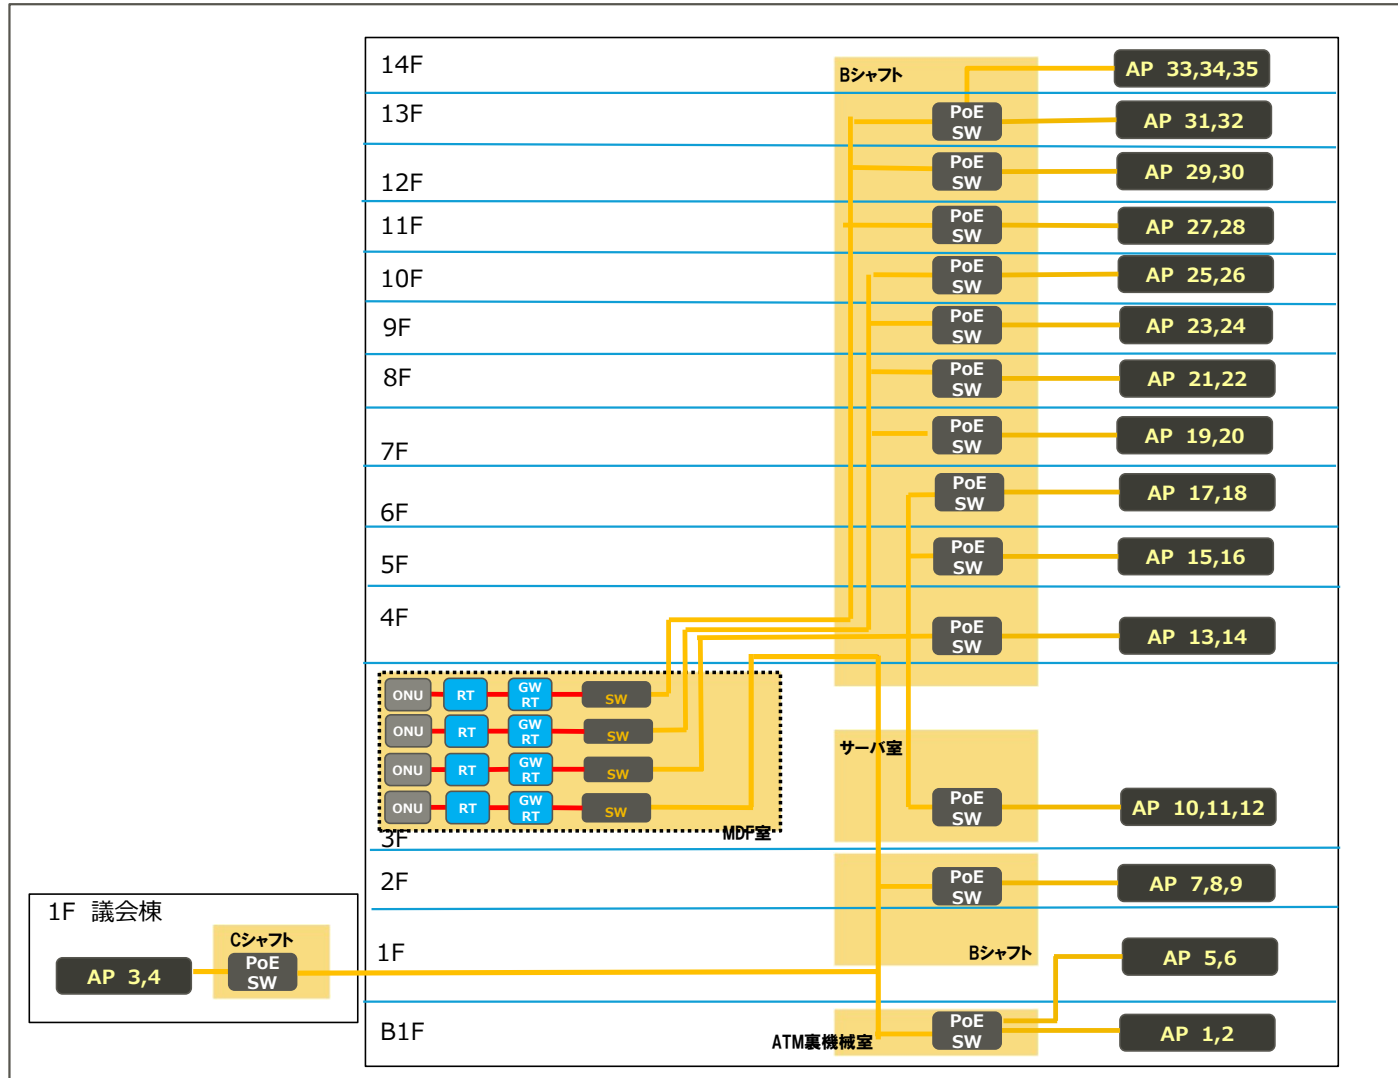 14F
Bシャフト
AP 33,34,35
13F
PoE
SW
AP 31,32
12F
PoE
SW
AP 29,30
11F
PoE
SW
AP 27,28
10F
PoE
SW
AP 25,26
9F
PoE
SW
AP 23,24
8F
PoE
SW
AP 21,22
7F
PoE
SW
AP 19,20
6F
PoE
SW
AP 17,18
5F
PoE
SW
AP 15,16
4F
PoE
SW
AP 13,14
ONU
RT
GW
RT
SW
ONU
RT
GW
RT
SW
ONU
RT
GW
RT
SW
ONU
RT
GW
RT
SW
MDF室
3F
サーバ室
PoE
SW
AP 10,11,12
2F
PoE
SW
AP 7,8,9
1F 議会棟
Cシャフト
AP 3,4
PoE
SW
1F
Bシャフト
AP 5,6
B1F
ATM裏機械室
PoE
SW
AP 1,2